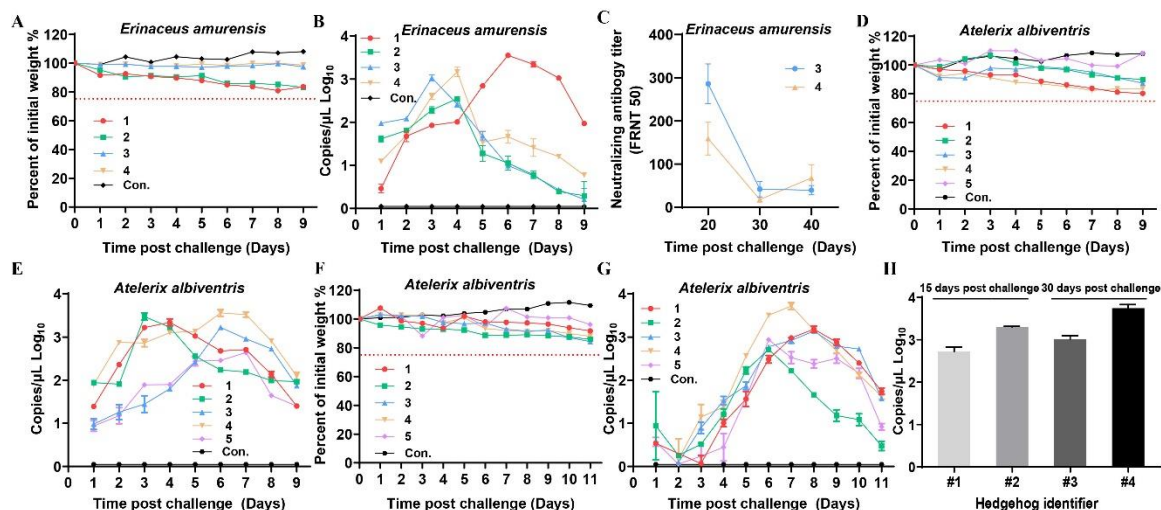 A
Erinaceus amurensis
Percent of initial weight %
120
100
80
60
40
20
0
1
2
3
4
Con.
0 1 2 3 4 5 6 7 8 9
Time post challenge (Days)
B
Erinaceus amurensis
Copies/μL Log10
4
3
2
1
0
1
2
3
4
Con.
0 1 2 3 4 5 6 7 8 9
Time post challenge (Days)
C
Erinaceus amurensis
Neutralizing antibody titer
(FRNT 50)
400
300
200
100
0
3
4
20 30 40
Time post challenge (Days)
D
Atelerix albiventris
Percent of initial weight %
120
100
80
60
40
20
0
1
2
3
4
5
Con.
0 1 2 3 4 5 6 7 8 9
Time post challenge (Days)
E
Atelerix albiventris
Copies/μL Log10
4
3
2
1
0
1
2
3
4
5
Con.
0 1 2 3 4 5 6 7 8 9
Time post challenge (Days)
F
Atelerix albiventris
Percent of initial weight %
120
100
80
60
40
20
0
1
2
3
4
5
Con.
0 1 2 3 4 5 6 7 8 9 10 11
Time post challenge (Days)
G
Atelerix albiventris
Copies/μL Log10
4
3
2
1
0
1
2
3
4
5
Con.
0 1 2 3 4 5 6 7 8 9 10 11
Time post challenge (Days)
H
15 days post challenge 30 days post challenge
Copies/μL Log10
4
3
2
1
0
#1 #2 #3 #4
Hedgehog identifier